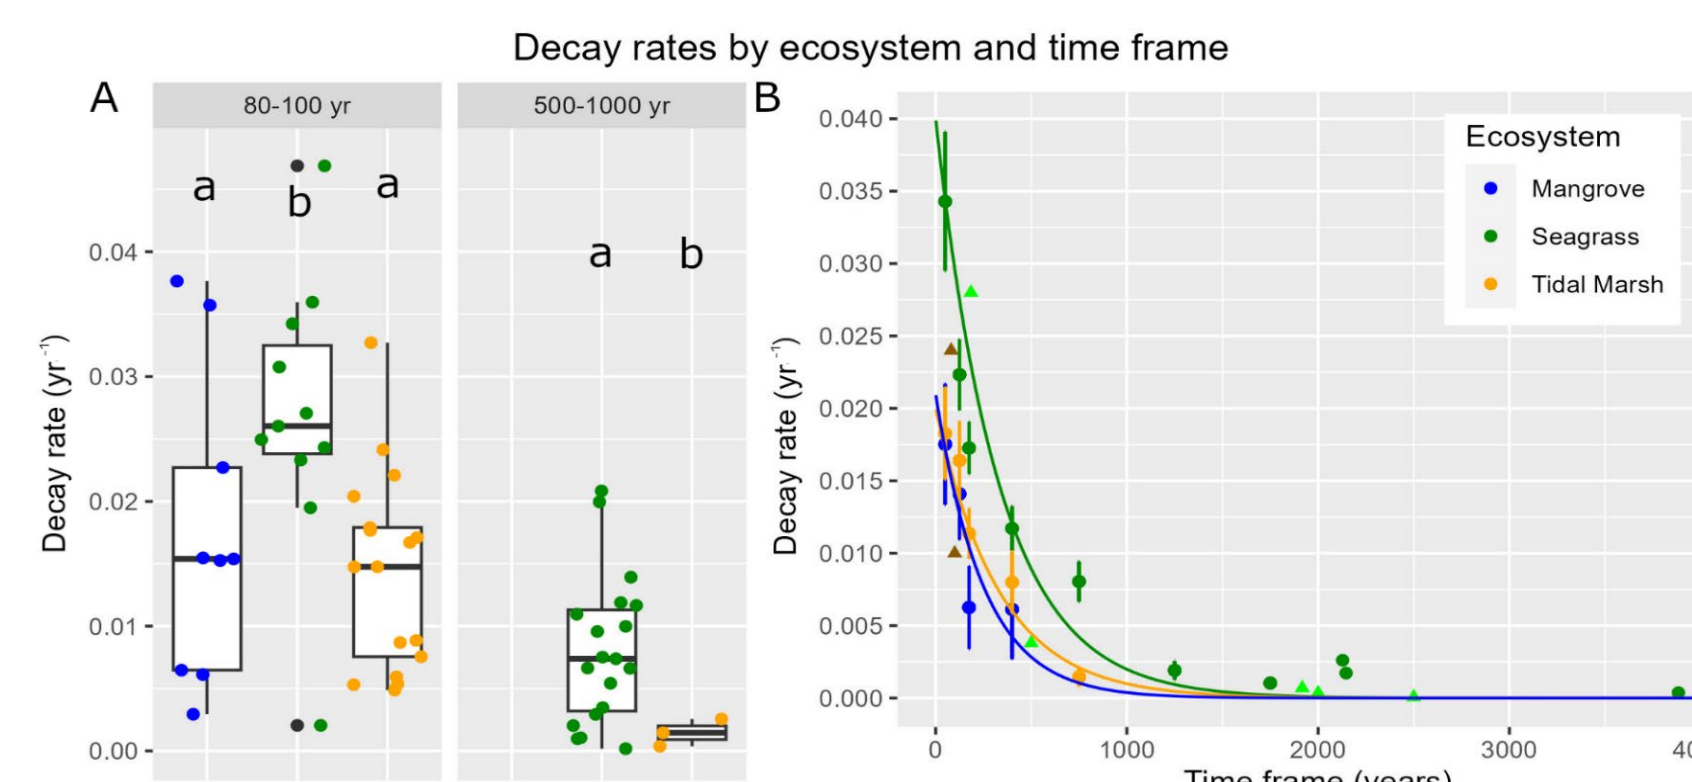 Decay rates by ecosystem and time frame
A
80-100 yr
500-1000 yr
a
b
a
a
b
0.04
0.03
0.02
0.01
0.00
Decay rate (yr⁻¹)
B
0.040
0.035
0.030
0.025
0.020
0.015
0.010
0.005
0.000
Decay rate (yr⁻¹)
Ecosystem
Mangrove
Seagrass
Tidal Marsh
0
1000
2000
3000
Time frame (years)